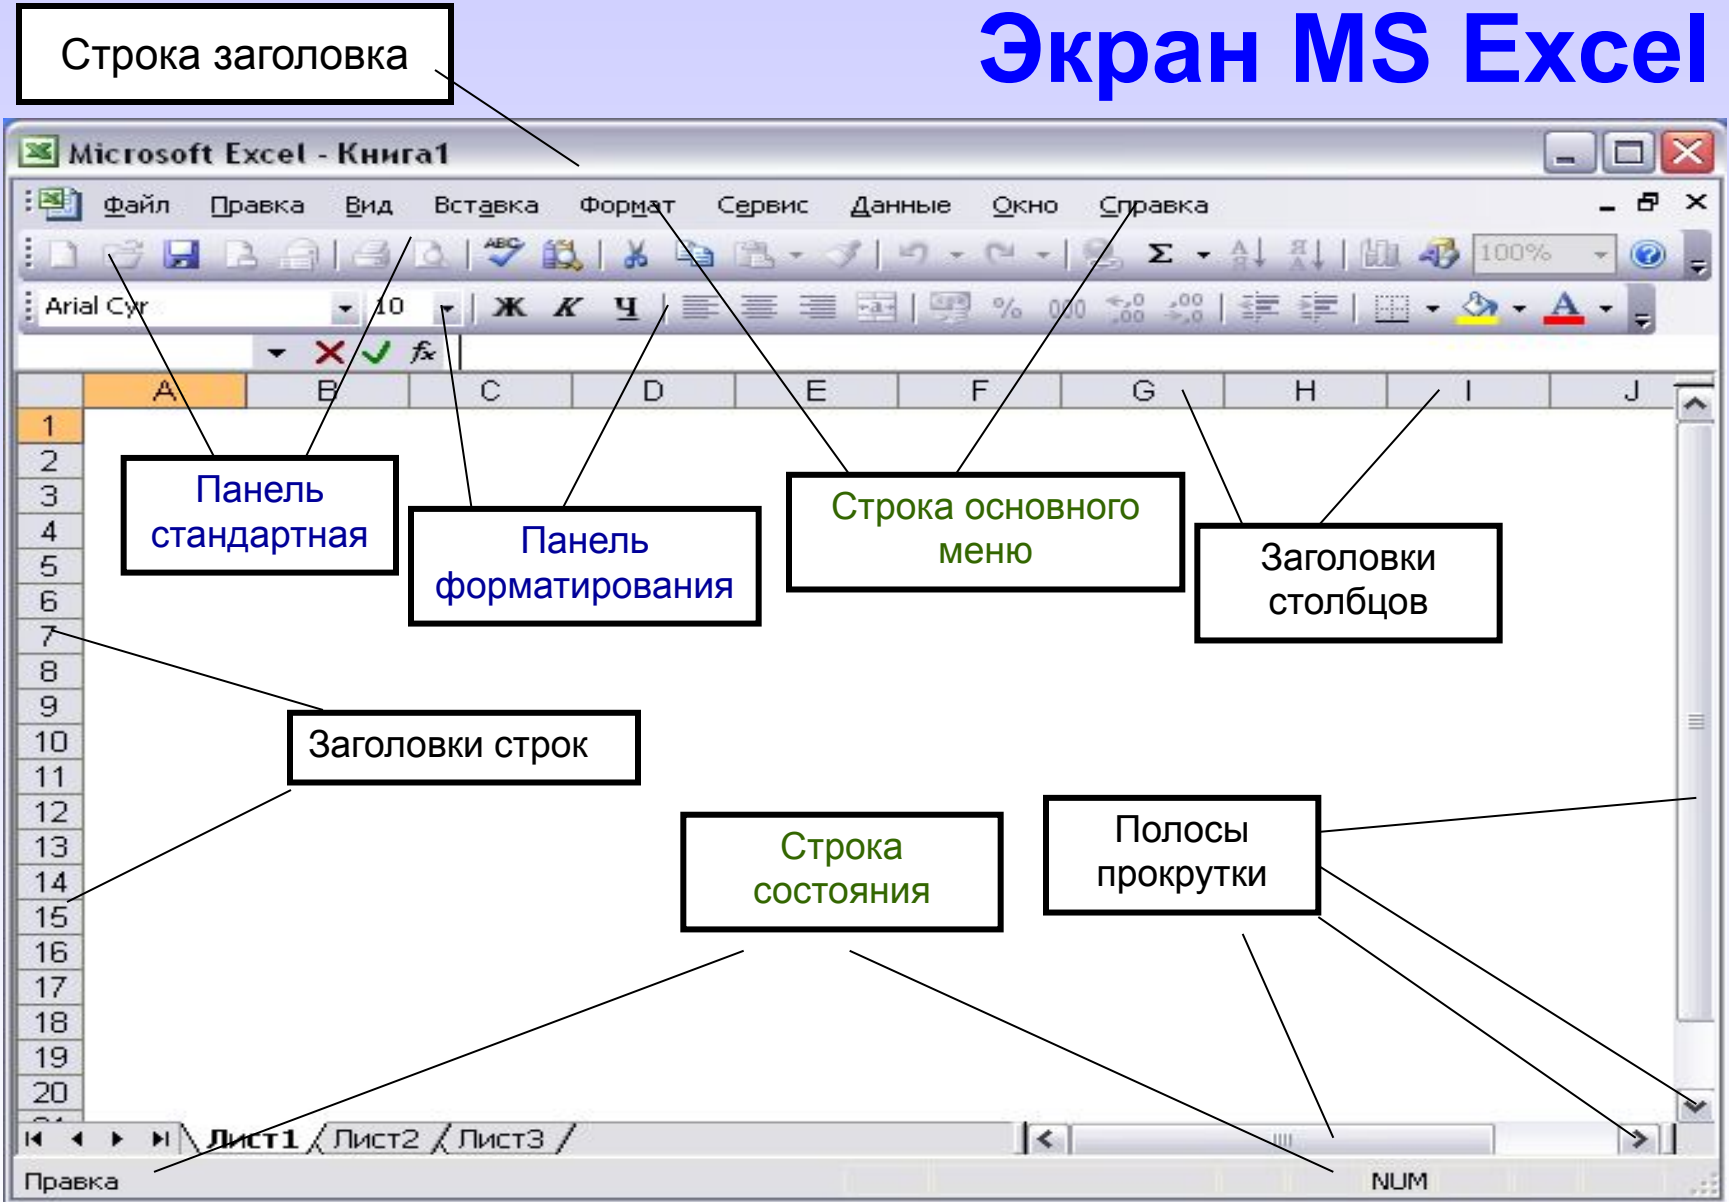 Строка заголовка
Экран MS Excel
Microsoft Excel - Книга1
Файл Правка Вид Вставка Формат Сервис Данные Окно Справка
ABC Σ 100%
Arial Cyr 10 Ж К Ч % 000 A
fx
A B C D E F G H I J
1
2
3
4
5
6
7
8
9
10
11
12
13
14
15
16
17
18
19
20
Панель
стандартная
Панель
форматирования
Строка основного
меню
Заголовки
столбцов
Заголовки строк
Строка
состояния
Полосы
прокрутки
Лист1 Лист2 Лист3
Правка NUM